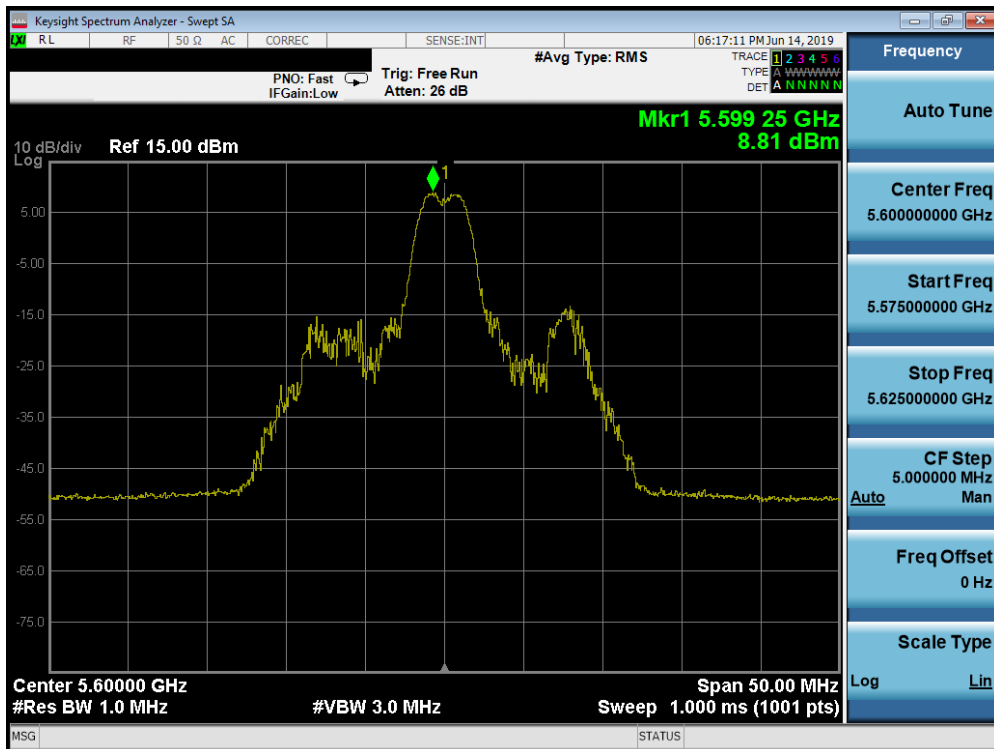 Keysight Spectrum Analyzer - Swept SA
LXI RL RF 50 Ω AC CORREC SENSE:INT 06:17:11 PM Jun 14, 2019
PNO: Fast Trig: Free Run #Avg Type: RMS TRACE 1 2 3 4 5 6
IFGain:Low Atten: 26 dB TYPE A WWWWW
DET A N N N N N
Mkr1 5.599 25 GHz
8.81 dBm
10 dB/div Ref 15.00 dBm
Log
1
5.00
-5.00
-15.0
-25.0
-35.0
-45.0
-55.0
-65.0
-75.0
Center 5.60000 GHz Span 50.00 MHz
#Res BW 1.0 MHz #VBW 3.0 MHz Sweep 1.000 ms (1001 pts)
MSG STATUS
Frequency
Auto Tune
Center Freq
5.600000000 GHz
Start Freq
5.575000000 GHz
Stop Freq
5.625000000 GHz
CF Step
5.000000 MHz
Auto Man
Freq Offset
0 Hz
Scale Type
Log Lin